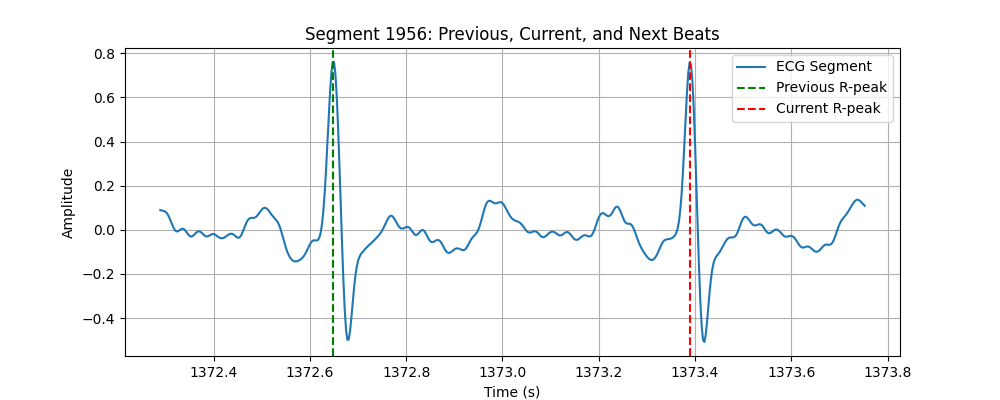 Segment 1956: Previous, Current, and Next Beats
ECG Segment
Previous R-peak
Current R-peak
Amplitude
0.8
0.6
0.4
0.2
0.0
−0.2
−0.4
1372.4 1372.6 1372.8 1373.0 1373.2 1373.4 1373.6 1373.8
Time (s)